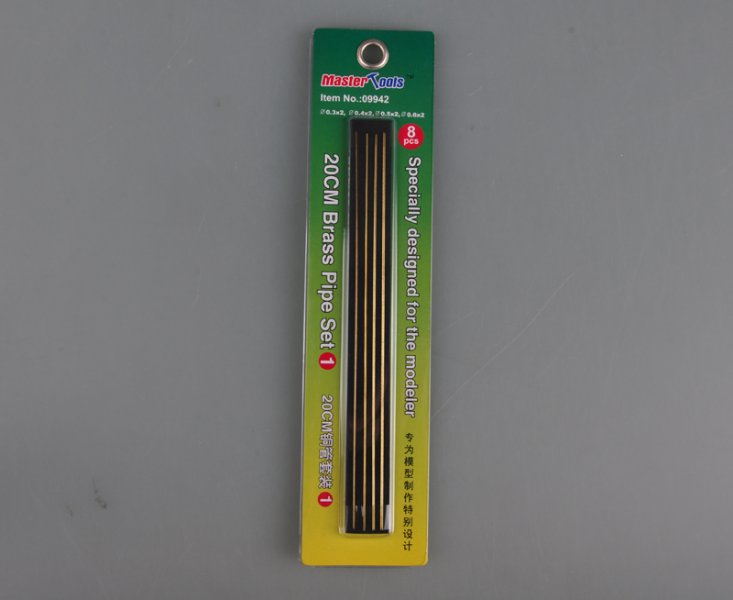 MasterTools™
Item No.:09942
Ø0.3x2, Ø0.4x2, Ø0.5x2, Ø0.6x2
8
pcs
Specially designed for the modeler
专为模型制作特别设计
20CM Brass Pipe Set 1
20CM铜管套装 1